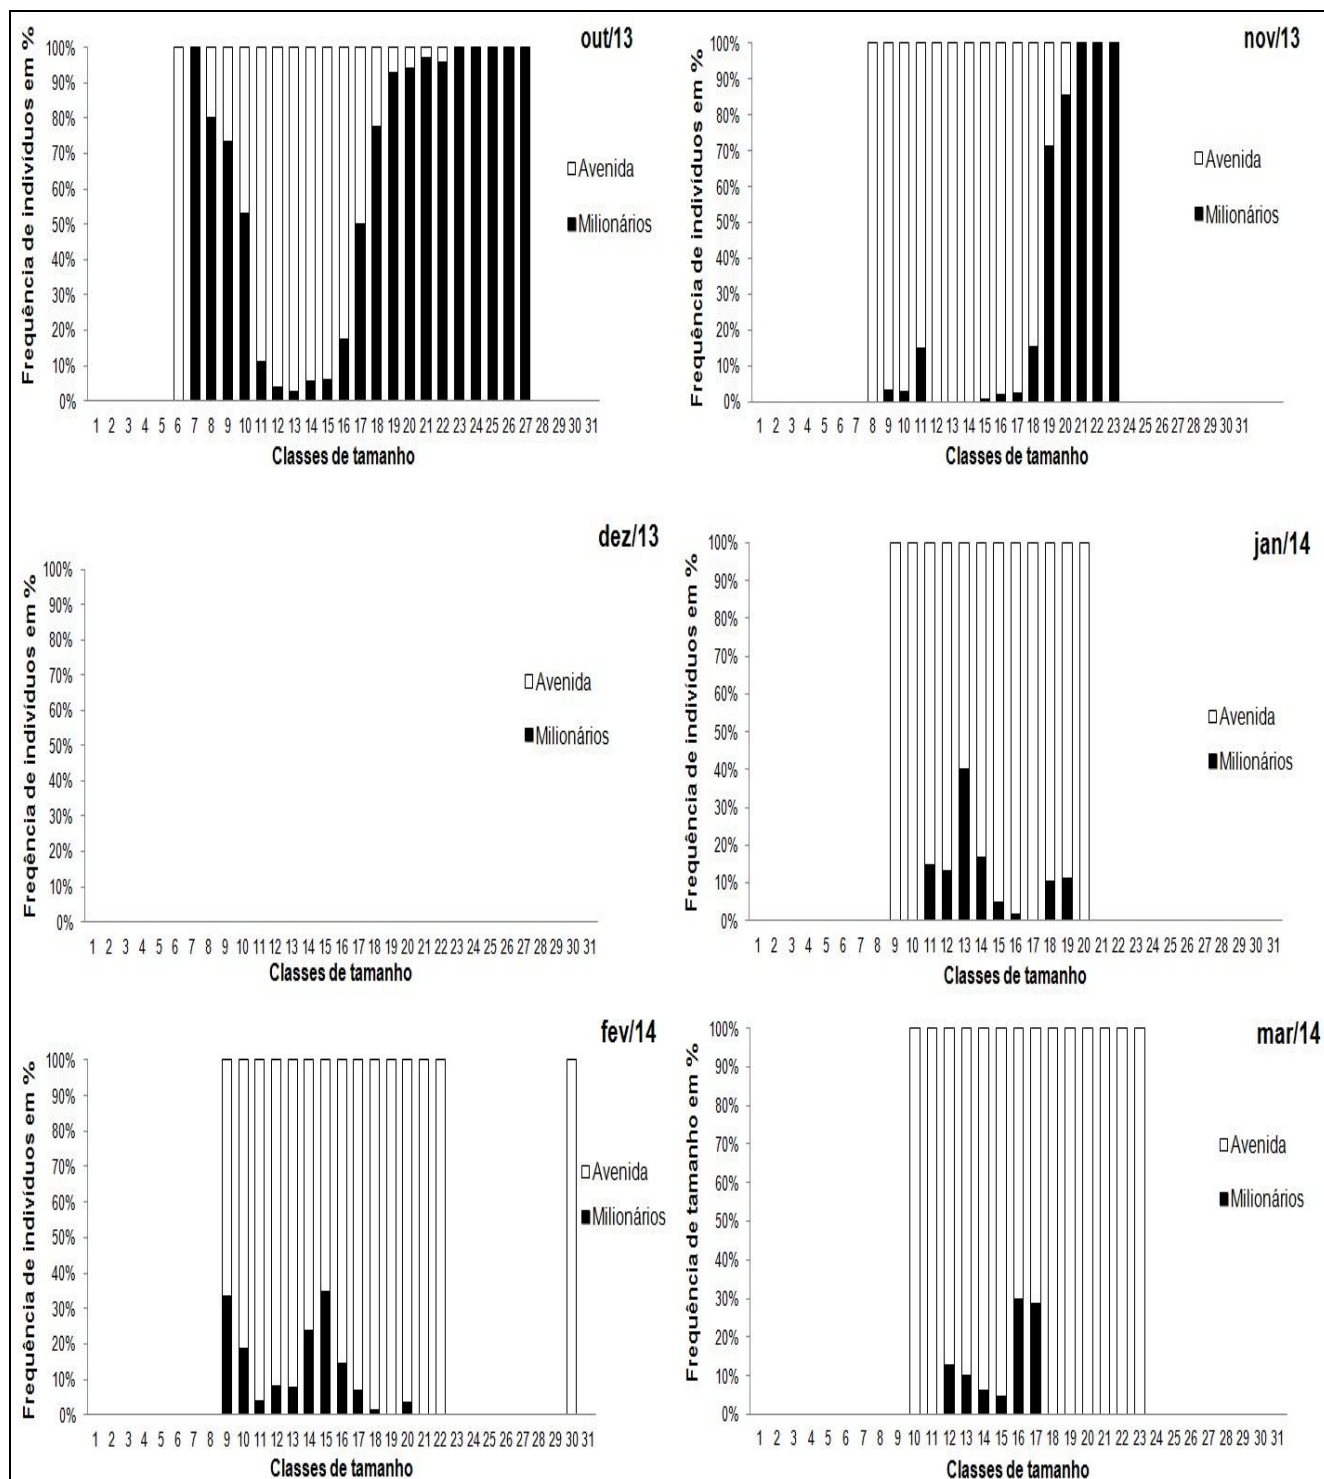 out/13
Frequência de indivíduos em %
100%
90%
80%
70%
60%
50%
40%
30%
20%
10%
0%
Avenida
Milionários
1 2 3 4 5 6 7 8 9 10 11 12 13 14 15 16 17 18 19 20 21 22 23 24 25 26 27 28 29 30 31
Classes de tamanho
nov/13
Frequência de indivíduos em %
100%
90%
80%
70%
60%
50%
40%
30%
20%
10%
0%
Avenida
Milionários
1 2 3 4 5 6 7 8 9 10 11 12 13 14 15 16 17 18 19 20 21 22 23 24 25 26 27 28 29 30 31
Classes de tamanho
dez/13
Freqência de indivíduos em %
100%
90%
80%
70%
60%
50%
40%
30%
20%
10%
0%
Avenida
Milionários
1 2 3 4 5 6 7 8 9 10 11 12 13 14 15 16 17 18 19 20 21 22 23 24 25 26 27 28 29 30 31
Classes de tamanho
jan/14
Frequência de indivíduos em %
100%
90%
80%
70%
60%
50%
40%
30%
20%
10%
0%
Avenida
Milionários
1 2 3 4 5 6 7 8 9 10 11 12 13 14 15 16 17 18 19 20 21 22 23 24 25 26 27 28 29 30 31
Classes de tamanho
fev/14
Frequência de indivíduos em %
100%
90%
80%
70%
60%
50%
40%
30%
20%
10%
0%
Avenida
Milionários
1 2 3 4 5 6 7 8 9 10 11 12 13 14 15 16 17 18 19 20 21 22 23 24 25 26 27 28 29 30 31
Classes de tamanho
mar/14
Frequência de tamanho em %
100%
90%
80%
70%
60%
50%
40%
30%
20%
10%
0%
Avenida
Milionários
1 2 3 4 5 6 7 8 9 10 11 12 13 14 15 16 17 18 19 20 21 22 23 24 25 26 27 28 29 30 31
Classes de tamanho